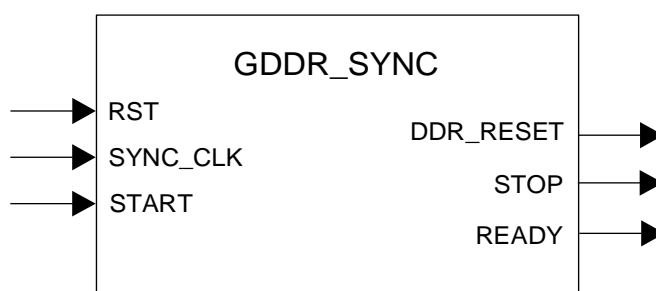 GDDR_SYNC
RST
SYNC_CLK
START
DDR_RESET
STOP
READY